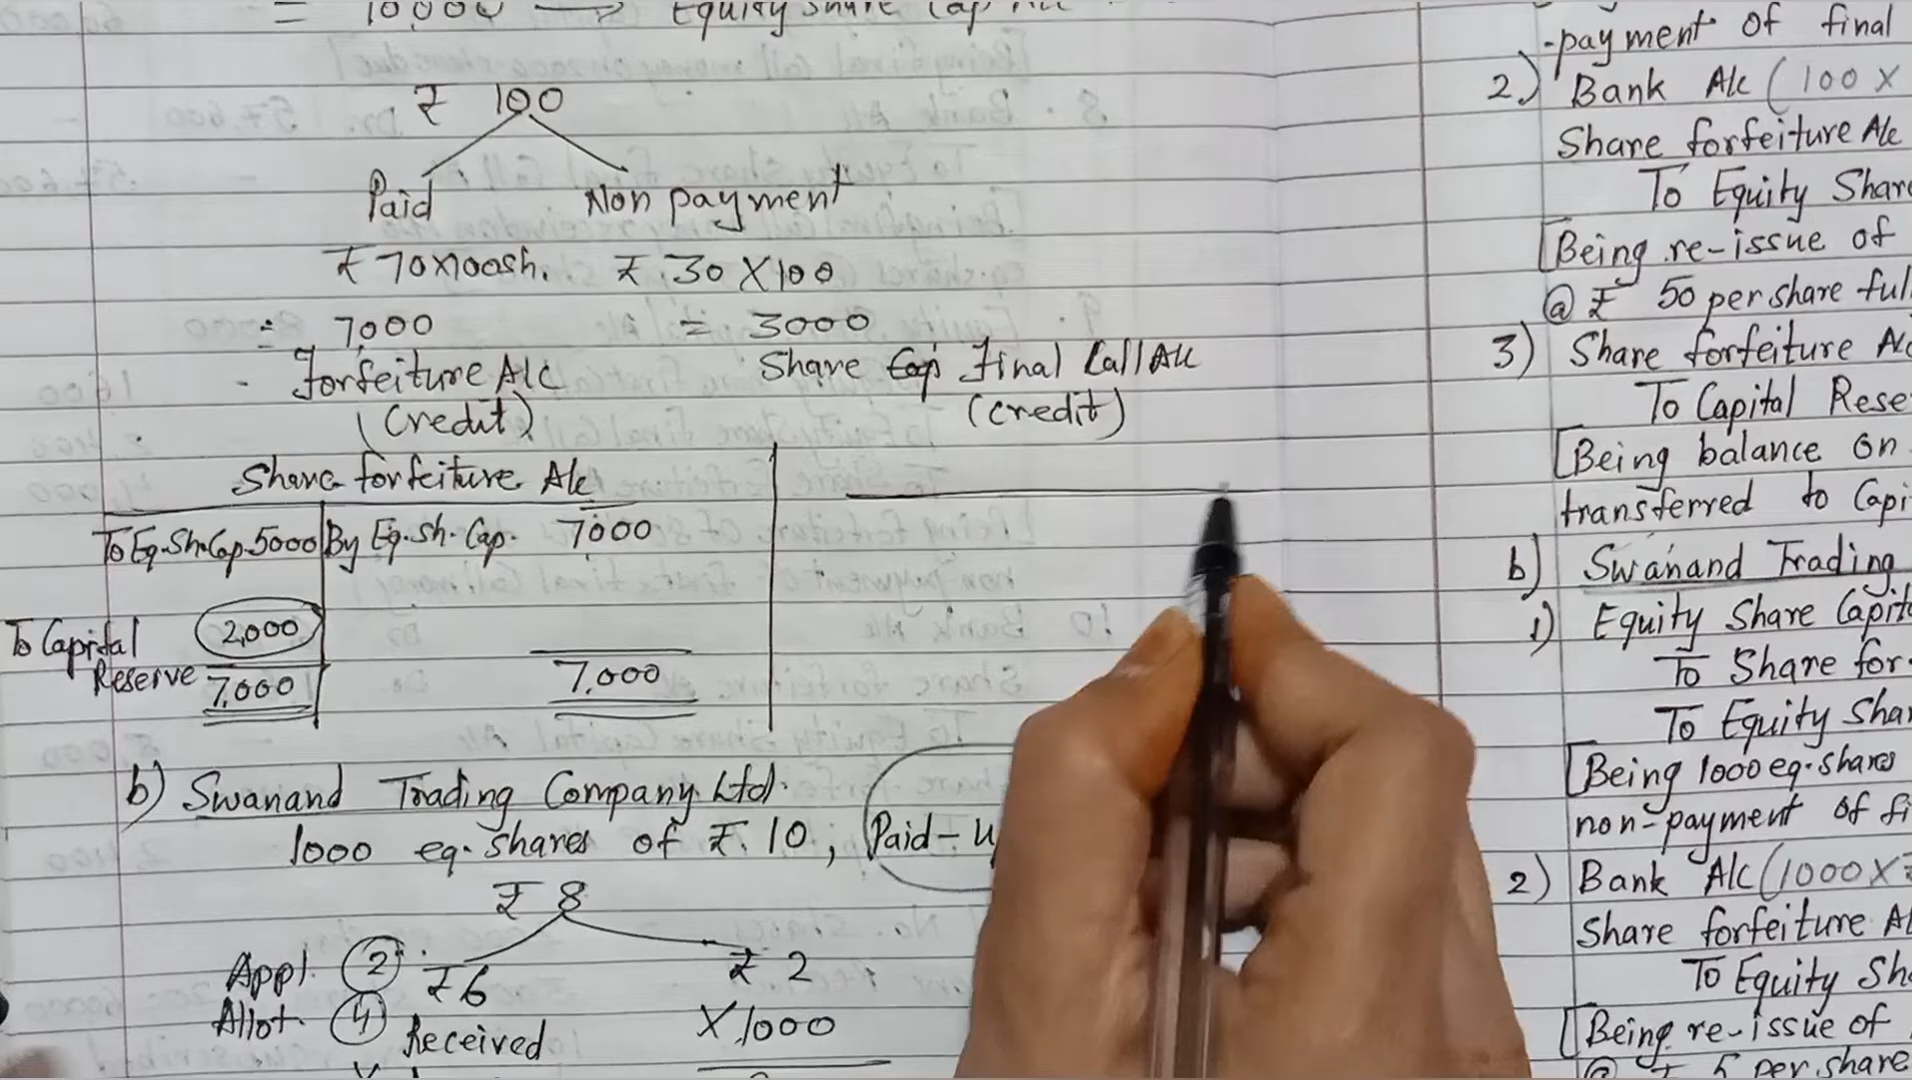 = 10,000 → Equity Share Cap A/c
₹ 100
Paid Non payment
₹ 70X100sh. ₹. 30 X 100
= 7,000 = 3000
Forfeiture A/c Share Cap Final Call A/c
(Credit) (Credit)
Share forfeiture A/c
To Eq. Sh. Cap. 5000 By Eq. Sh. Cap. 7000
To Capital 2,000
Reserve 7,000 7,000
b) Swanand Trading Company Ltd.
1000 eq. shares of ₹. 10, Paid-u
₹ 8
Appl. 2 ₹6 ₹ 2
Allot. 4 Received X 1000
-payment of final
2) Bank A/c (100 X
Share forfeiture A/c
To Equity Share
[Being re-issue of
@ ₹ 50 per share ful
3) Share forfeiture A/c
To Capital Rese
[Being balance on
transferred to Capi
b) Swanand Trading
1) Equity Share Capit
To Share for
To Equity Shar
[Being 1000 eq. shares
non-payment of fi
2) Bank A/c (1000 X ₹
Share forfeiture A/
To Equity Sha
[Being re-issue of
@ ₹ 5 per share